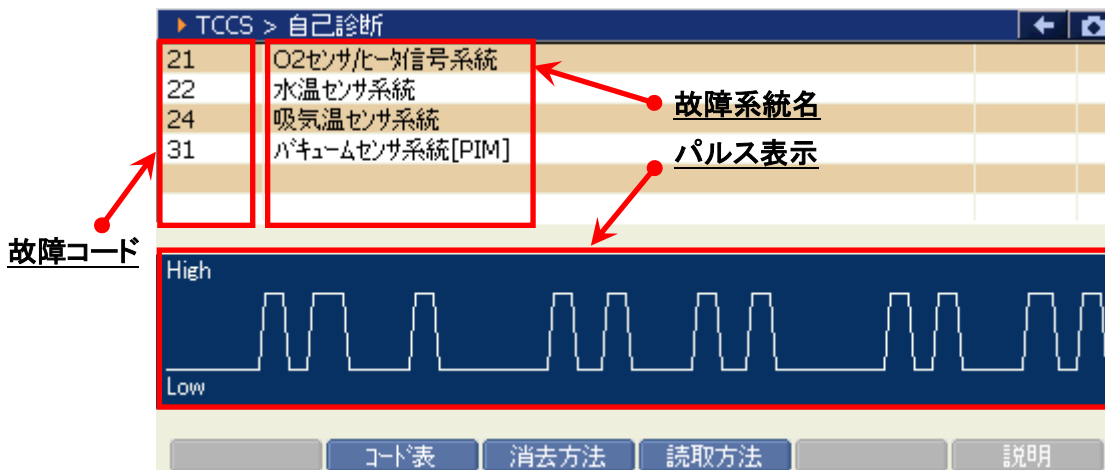 TCCS > 自己診断
21 O2ｾﾝｻ/ﾋｰﾀ信号系統
22 水温ｾﾝｻ系統
24 吸気温ｾﾝｻ系統
31 ﾊﾞｷｭｰﾑｾﾝｻ系統[PIM]
故障系統名
パルス表示
故障コード
High
Low
ｺｰﾄﾞ表 消去方法 読取方法 説明